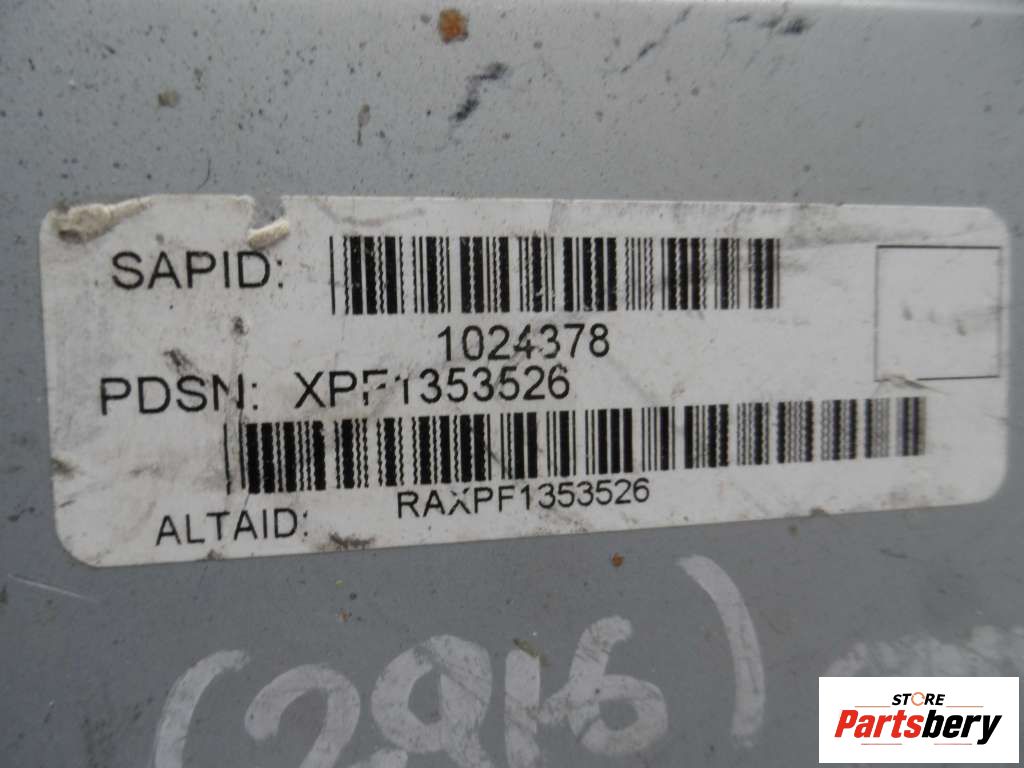 SAPID:
1024378
PDSN: XPF1353526
RAXPF1353526
ALTAID:
(2916)
STORE
Partsbery